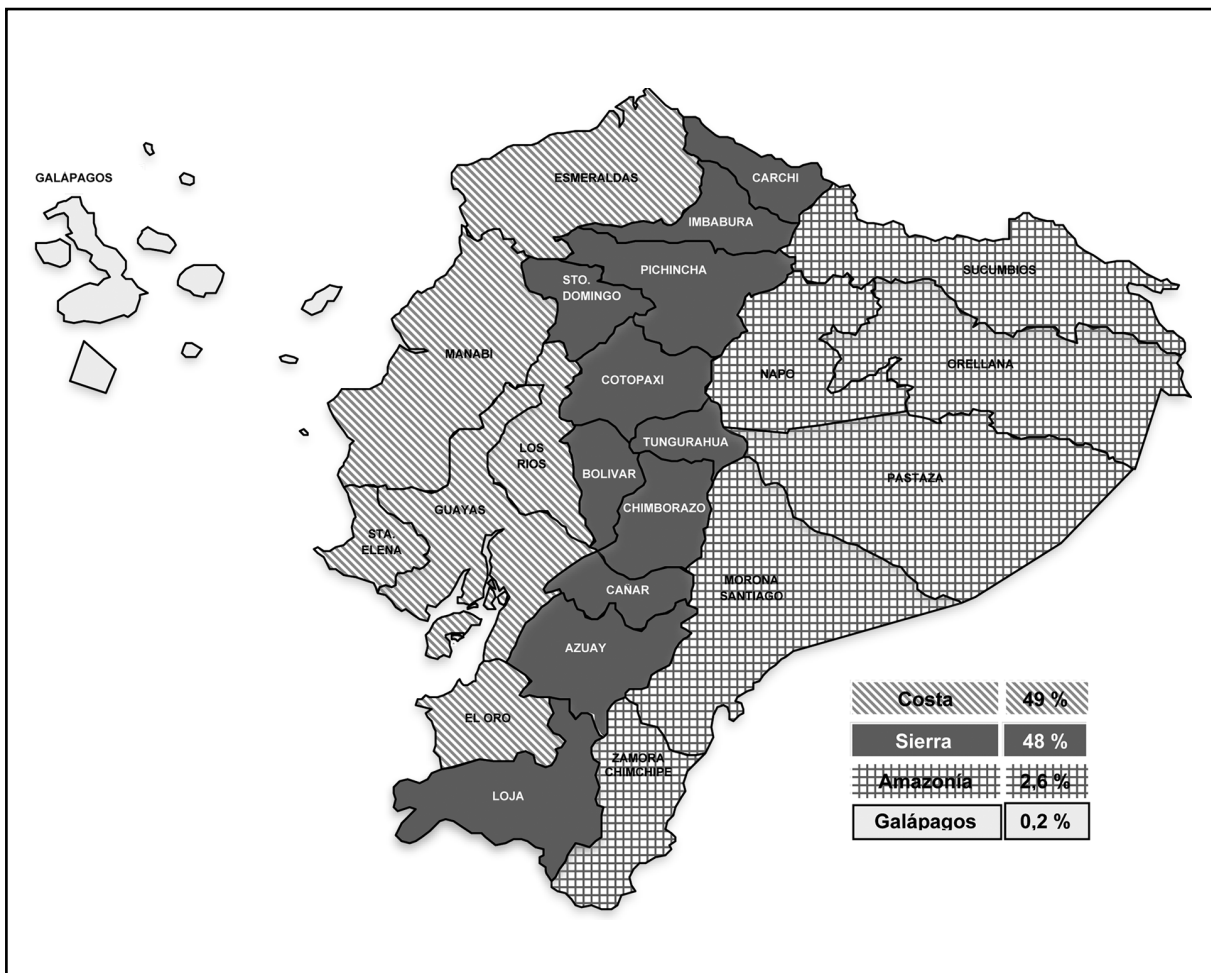 GALÁPAGOS
ESMERALDAS
CARCHI
IMBABURA
PICHINCHA
STO.
DOMINGO
SUCUMBIOS
MANABI
COTOPAXI
NAPO
ORELLANA
TUNGURAHUA
LOS
RIOS
BOLIVAR
PASTAZA
GUAYAS
CHIMBORAZO
STA.
ELENA
CAÑAR
MORONA
SANTIAGO
AZUAY
EL ORO
ZAMORA
CHIMCHIPE
LOJA
Costa 49 %
Sierra 48 %
Amazonía 2,6 %
Galápagos 0,2 %